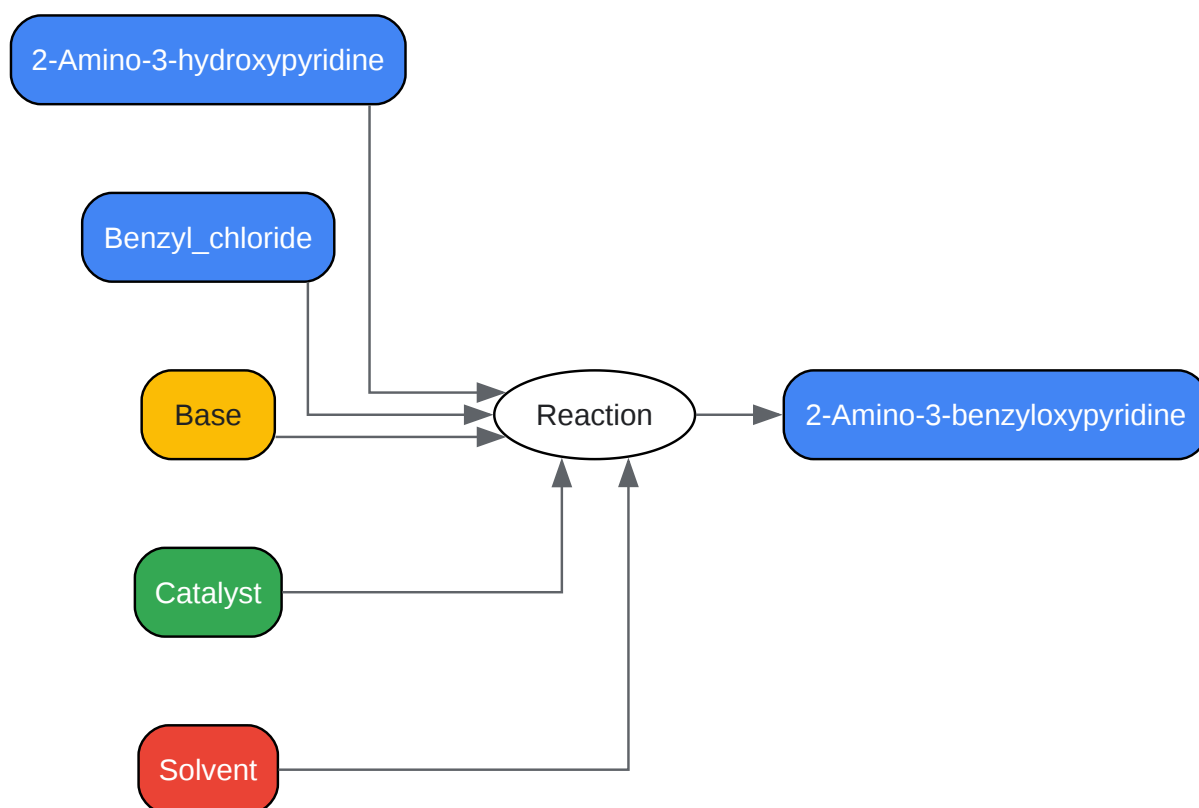 2-Amino-3-hydroxypyridine
Benzyl_chloride
Base
Reaction
2-Amino-3-benzyloxypyridine
Catalyst
Solvent